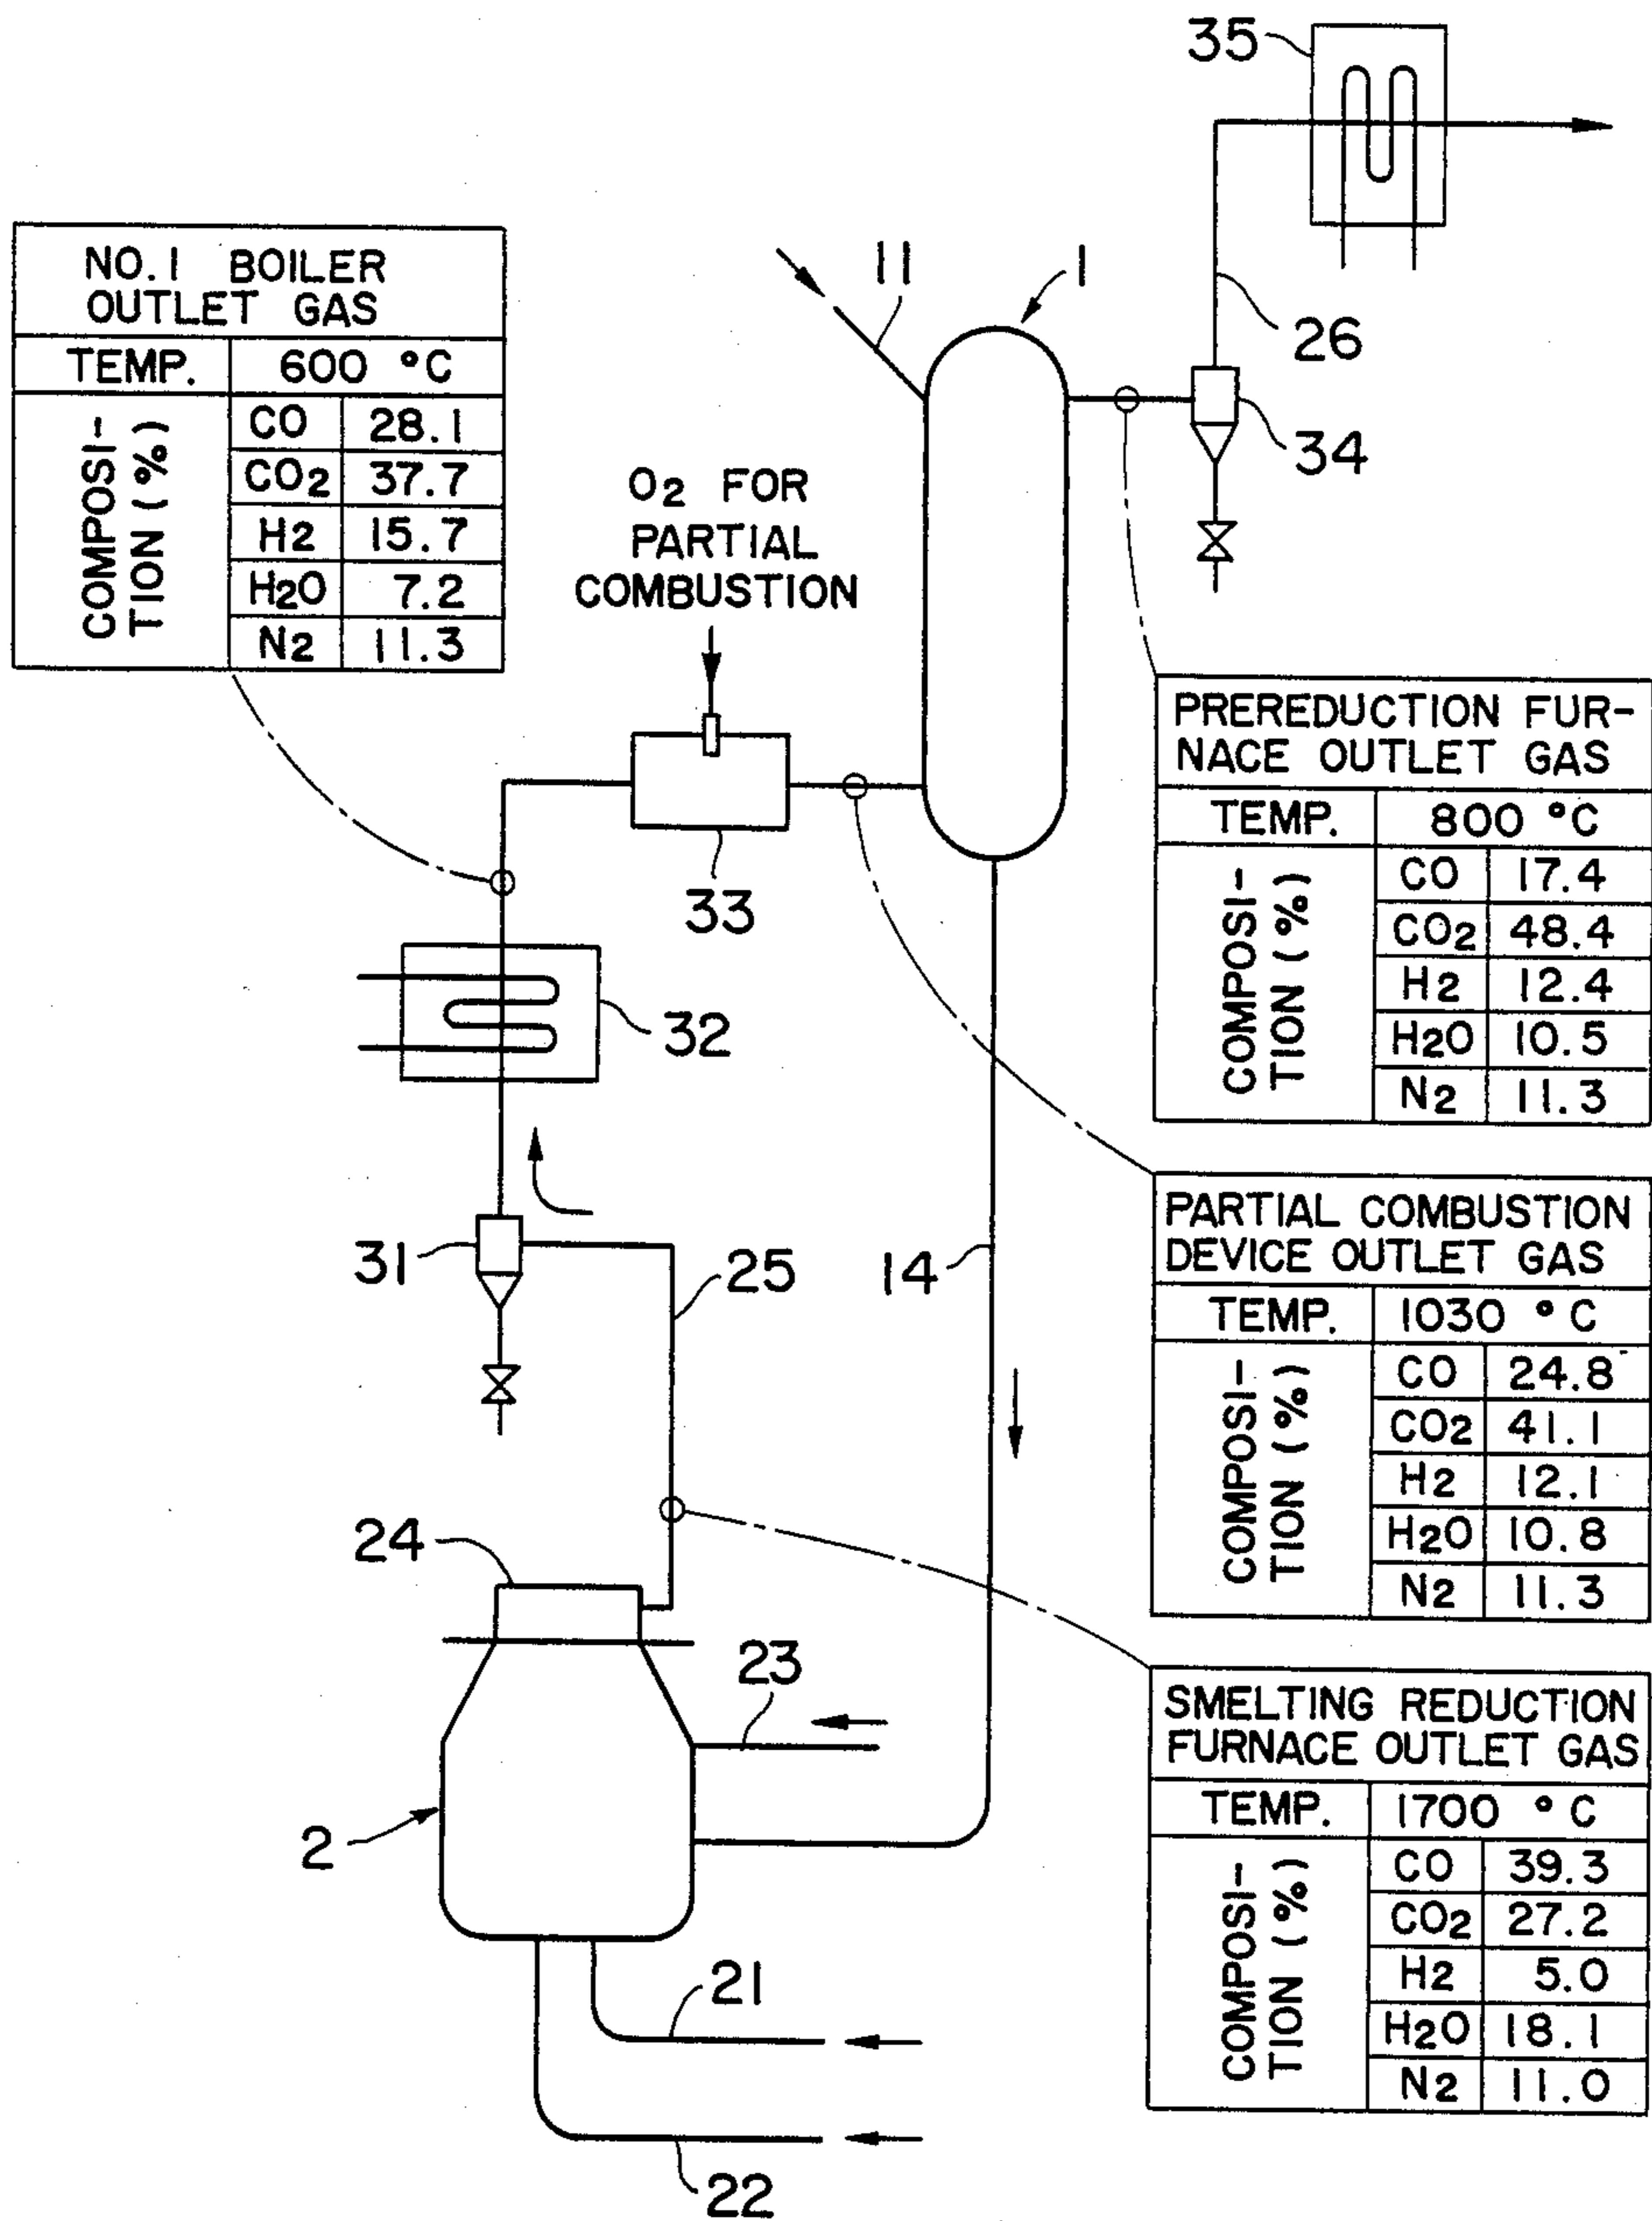 35
NO.1 BOILER
OUTLET GAS
TEMP. 600 °C
COMPOSI-
TION (%)
CO 28.1
CO2 37.7
H2 15.7
H2O 7.2
N2 11.3
11
1
26
34
O2 FOR
PARTIAL
COMBUSTION
33
PREREDUCTION FUR-
NACE OUTLET GAS
TEMP. 800 °C
COMPOSI-
TION (%)
CO 17.4
CO2 48.4
H2 12.4
H2O 10.5
N2 11.3
32
31
25
14
PARTIAL COMBUSTION
DEVICE OUTLET GAS
TEMP. 1030 °C
COMPOSI-
TION (%)
CO 24.8
CO2 41.1
H2 12.1
H2O 10.8
N2 11.3
24
23
2
SMELTING REDUCTION
FURNACE OUTLET GAS
TEMP. 1700 °C
COMPOSI-
TION (%)
CO 39.3
CO2 27.2
H2 5.0
H2O 18.1
N2 11.0
21
22